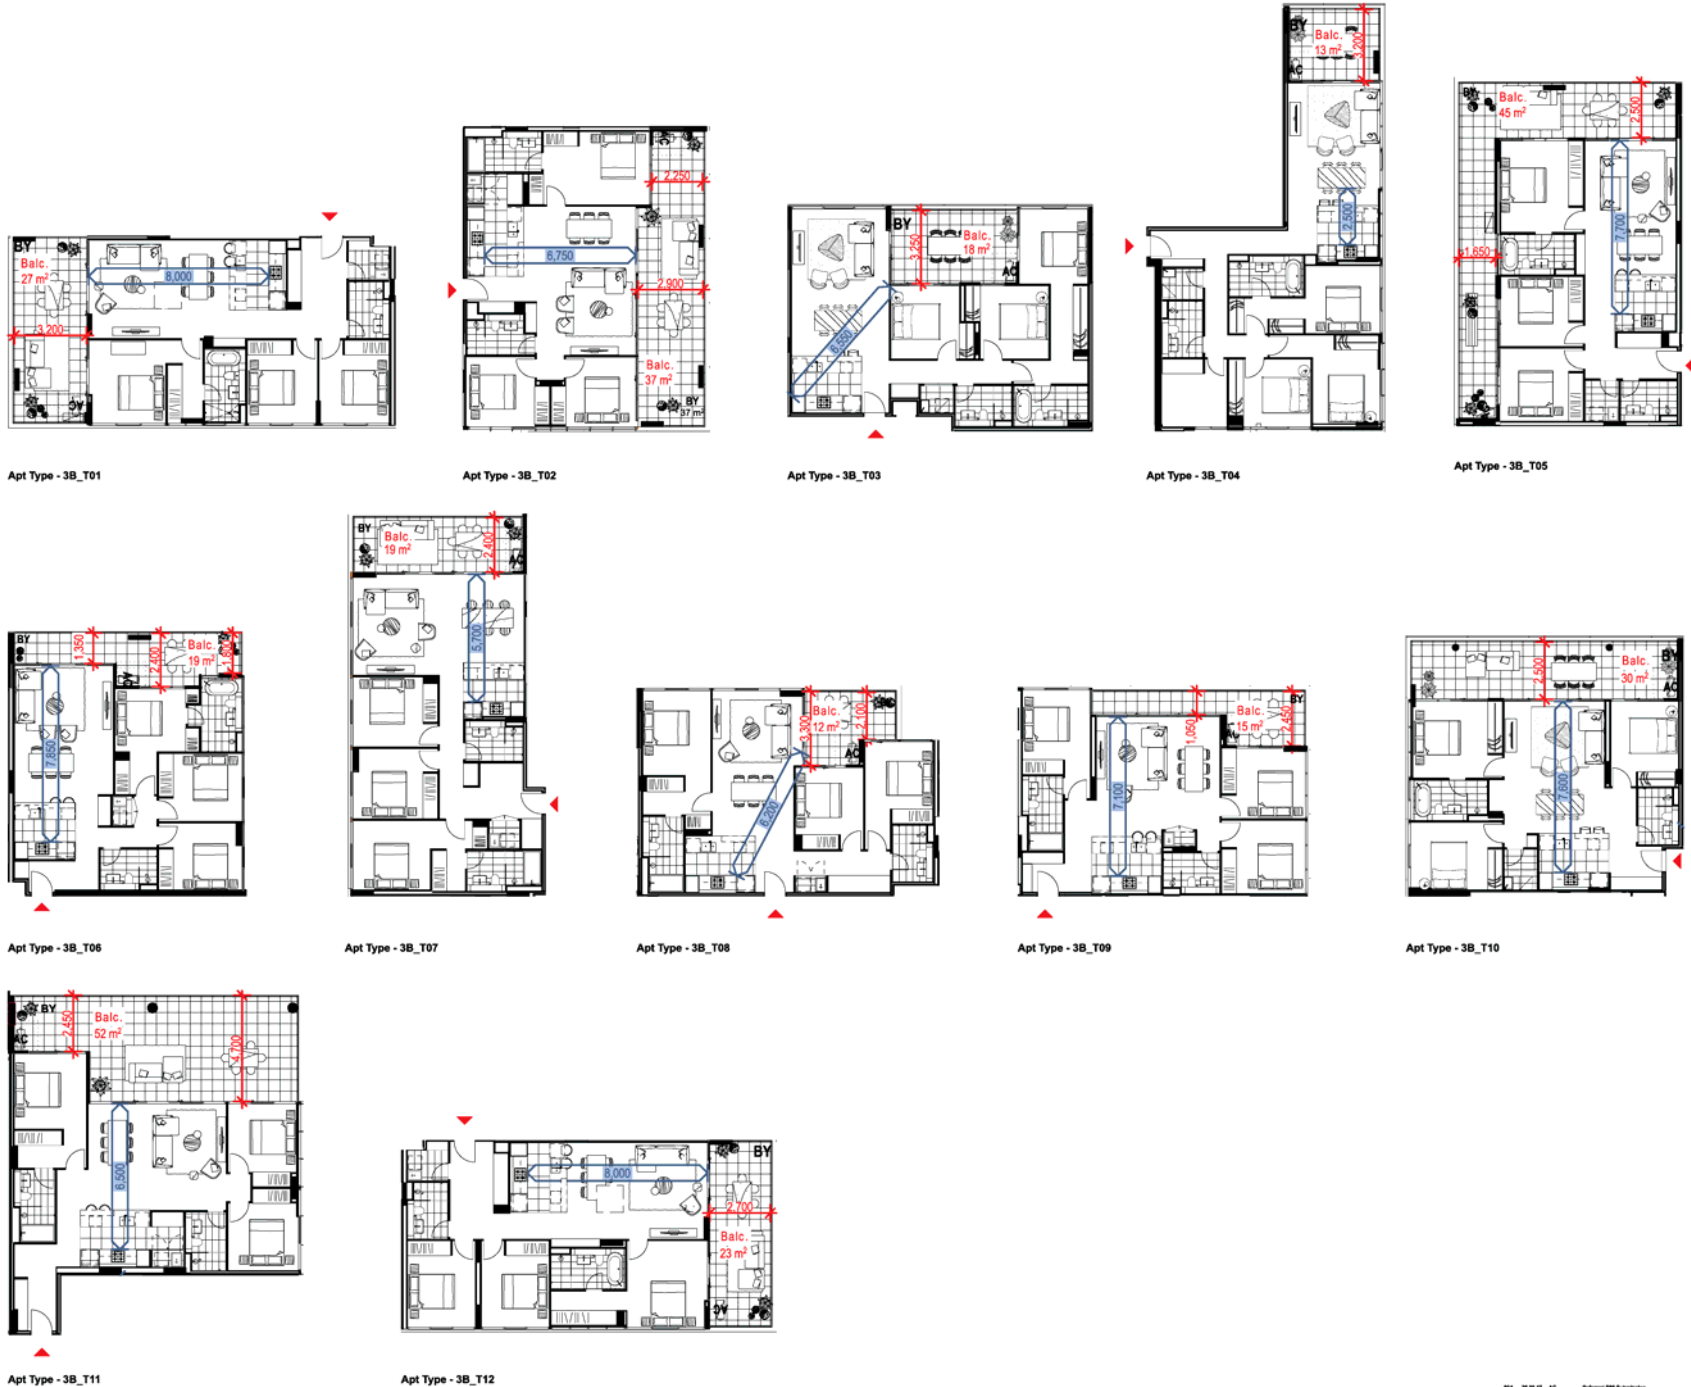 BY
Balc.
27 m²
8,000
3,200
AC
Apt Type - 3B_T01
AC
2,250
6,750
2,900
Balc.
37 m²
BY
37 m²
Apt Type - 3B_T02
BY
3,250
Balc.
18 m²
AC
6,550
Apt Type - 3B_T03
BY
Balc.
13 m²
3,200
AC
2,500
Apt Type - 3B_T04
BY
Balc.
45 m²
2,500
7,700
1,650
Apt Type - 3B_T05
BY
1,350
2,400
Balc.
19 m²
1,800
AC
7,850
Apt Type - 3B_T06
BY
Balc.
19 m²
2,400
AC
5,700
Apt Type - 3B_T07
Balc.
12 m²
3,300
2,100
AC
6,200
Apt Type - 3B_T08
BY
Balc.
15 m²
1,050
2,450
7,100
Apt Type - 3B_T09
2,500
Balc.
30 m²
BY
AC
7,600
Apt Type - 3B_T10
BY
2,450
Balc.
52 m²
AC
4,700
6,500
Apt Type - 3B_T11
8,000
BY
2,700
Balc.
23 m²
AC
Apt Type - 3B_T12